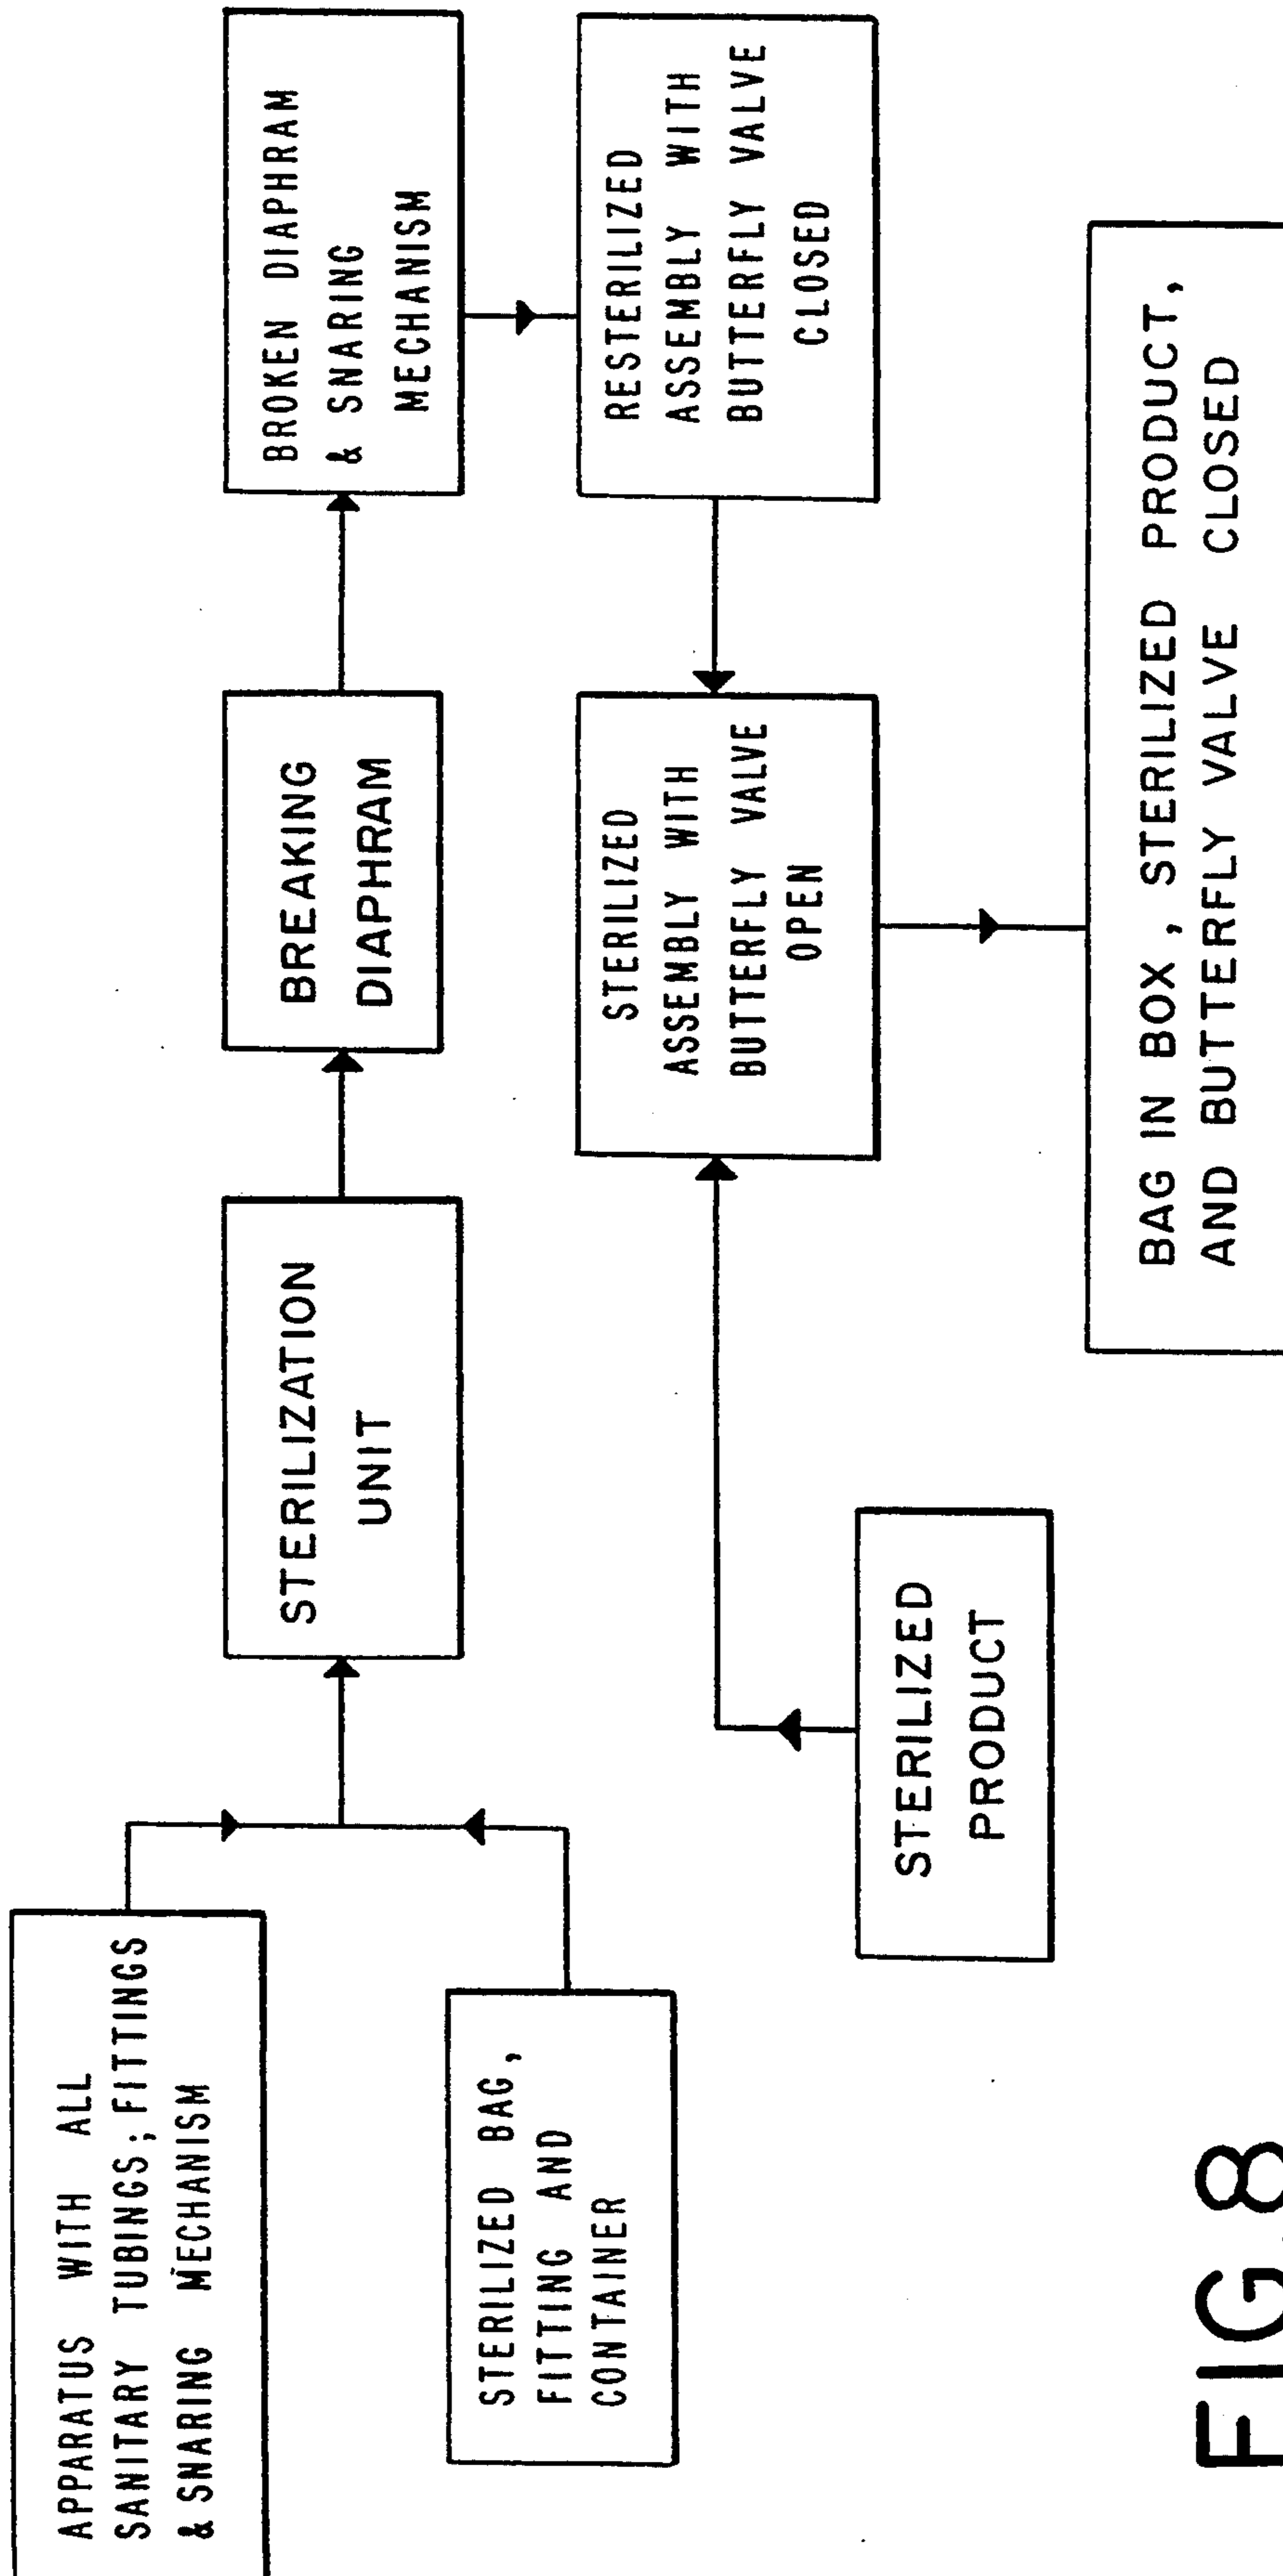 APPARATUS WITH ALL
SANITARY TUBINGS; FITTINGS
& SNARING MECHANISM
STERILIZED BAG,
FITTING AND
CONTAINER
STERILIZATION
UNIT
BREAKING
DIAPHRAM
BROKEN DIAPHRAM
& SNARING
MECHANISM
RESTERILIZED
ASSEMBLY WITH
BUTTERFLY VALVE
CLOSED
STERILIZED
ASSEMBLY WITH
BUTTERFLY VALVE
OPEN
STERILIZED
PRODUCT
BAG IN BOX, STERILIZED PRODUCT,
AND BUTTERFLY VALVE CLOSED
FIG.8